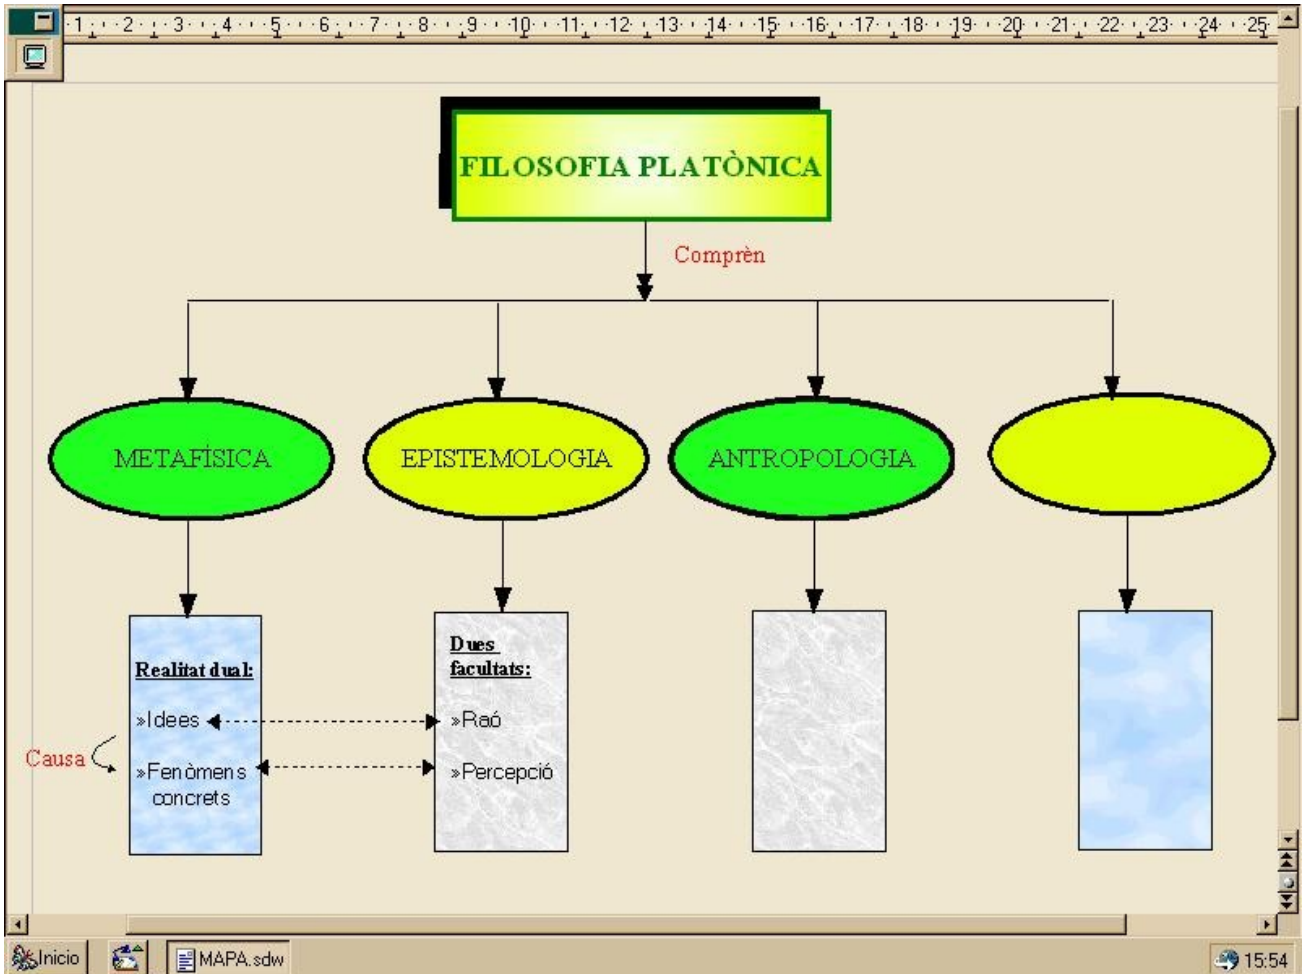 ·1· · ·2· · ·3· · ·4· · ·5· · ·6· · ·7· · ·8· · ·9· · ·10· · ·11· · ·12· · ·13· · ·14· · ·15· · ·16· · ·17· · ·18· · ·19· · ·20· · ·21· · ·22· · ·23· · ·24· · ·25
FILOSOFIA PLATÒNICA
Comprèn
METAFÍSICA
EPISTEMOLOGIA
ANTROPOLOGIA
Realitat dual:
»Idees
Causa
»Fenòmens
concrets
Dues
facultats:
»Raó
»Percepció
Inicio
MAPA.sdw
15:54